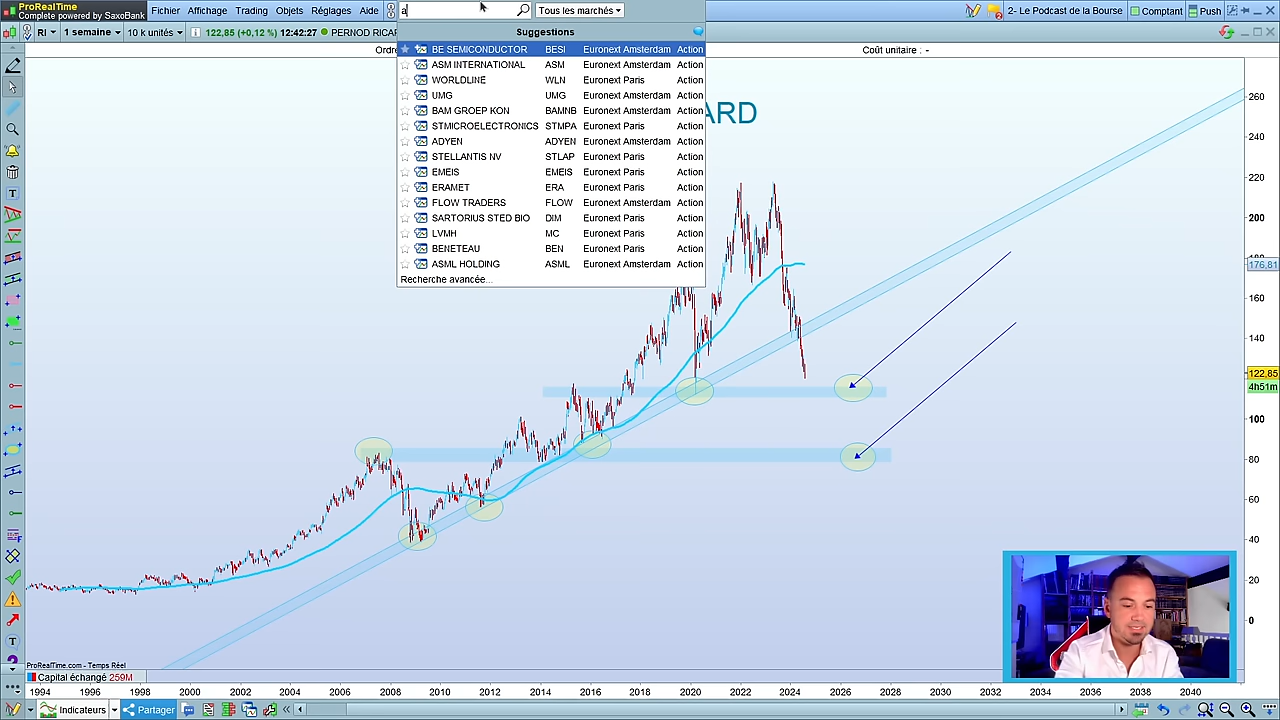 ProRealTime
Complete powered by SaxoBank
Fichier Affichage Trading Objets Réglages Aide a Tous les marchés 2- Le Podcast de la Bourse Comptant Push
RI 1 semaine 10 k unités 122,85 (+0,12 %) 12:42:27 PERNOD RICAR
Ordre Coût unitaire : -
Suggestions
BE SEMICONDUCTOR BESI Euronext Amsterdam Action
ASM INTERNATIONAL ASM Euronext Amsterdam Action
WORLDLINE WLN Euronext Paris Action
UMG UMG Euronext Amsterdam Action
BAM GROEP KON BAMNB Euronext Amsterdam Action
STMICROELECTRONICS STMPA Euronext Paris Action
ADYEN ADYEN Euronext Amsterdam Action
STELLANTIS NV STLAP Euronext Paris Action
EMEIS EMEIS Euronext Paris Action
ERAMET ERA Euronext Paris Action
FLOW TRADERS FLOW Euronext Amsterdam Action
SARTORIUS STED BIO DIM Euronext Paris Action
LVMH MC Euronext Paris Action
BENETEAU BEN Euronext Paris Action
ASML HOLDING ASML Euronext Amsterdam Action
Recherche avancée...
ARD
260
240
220
200
176,81
160
140
122,85
4h51m
100
80
60
40
20
0
ProRealTime.com - Temps Réel
Capital échangé 259M
1994 1996 1998 2000 2002 2004 2006 2008 2010 2012 2014 2016 2018 2020 2022 2024 2026 2028 2030 2032 2034 2036 2038 2040
Indicateurs Partager